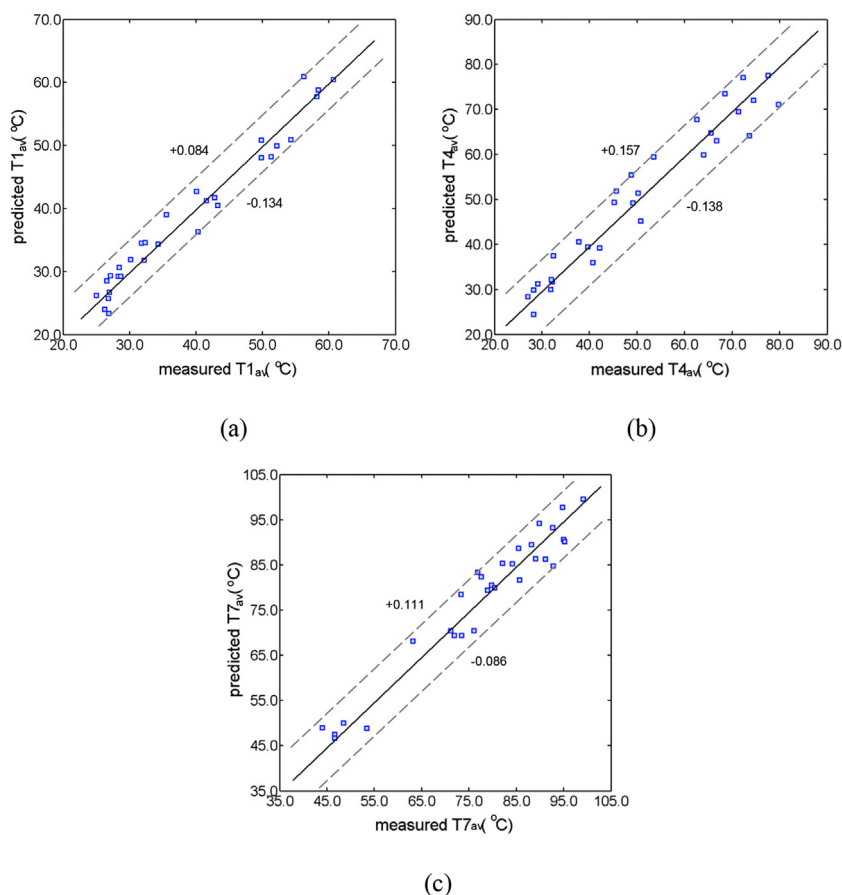 70.0
60.0
50.0
40.0
30.0
20.0
predicted T1av( °C)
+0.084
-0.134
20.0 30.0 40.0 50.0 60.0 70.0
measured T1av( °C)
(a)
90.0
80.0
70.0
60.0
50.0
40.0
30.0
20.0
predicted T4av( °C)
+0.157
-0.138
20.0 30.0 40.0 50.0 60.0 70.0 80.0 90.0
measured T4av( °C)
(b)
105.0
95.0
85.0
75.0
65.0
55.0
45.0
35.0
predicted T7av( °C)
+0.111
-0.086
35.0 45.0 55.0 65.0 75.0 85.0 95.0 105.0
measured T7av( °C)
(c)